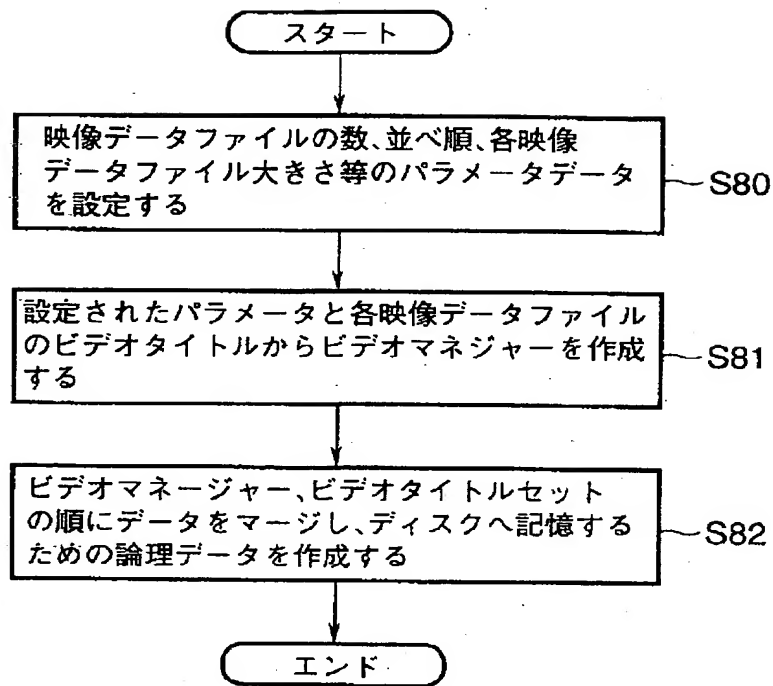 スタート
映像データファイルの数、並べ順、各映像
データファイル大きさ等のパラメータデータ
を設定する
S80
設定されたパラメータと各映像データファイル
のビデオタイトルからビデオマネジャーを作成
する
S81
ビデオマネージャー、ビデオタイトルセット
の順にデータをマージし、ディスクへ記憶する
ための論理データを作成する
S82
エンド